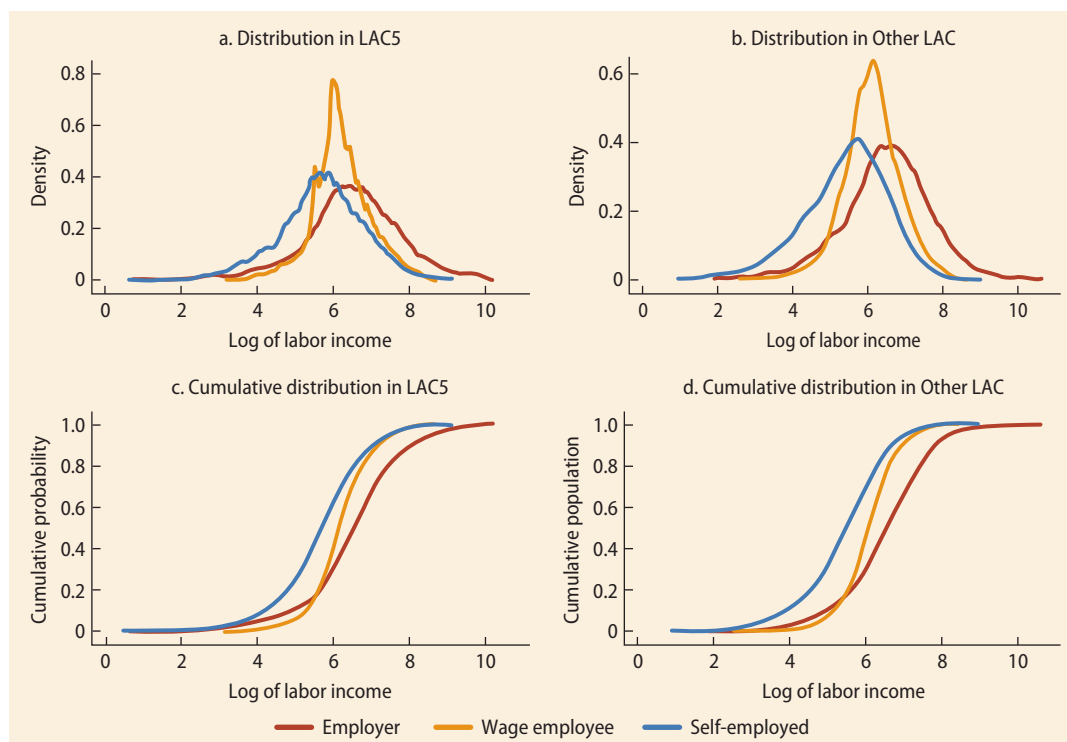 a. Distribution in LAC5
0.8
0.6
0.4
0.2
0
Density
0 2 4 6 8 10
Log of labor income
b. Distribution in Other LAC
0.6
0.4
0.2
0
Density
0 2 4 6 8 10
Log of labor income
c. Cumulative distribution in LAC5
1.0
0.8
0.6
0.4
0.2
0
Cumulative probability
0 2 4 6 8 10
Log of labor income
d. Cumulative distribution in Other LAC
1.0
0.8
0.6
0.4
0.2
0
Cumulative population
0 2 4 6 8 10
Log of labor income
Employer Wage employee Self-employed